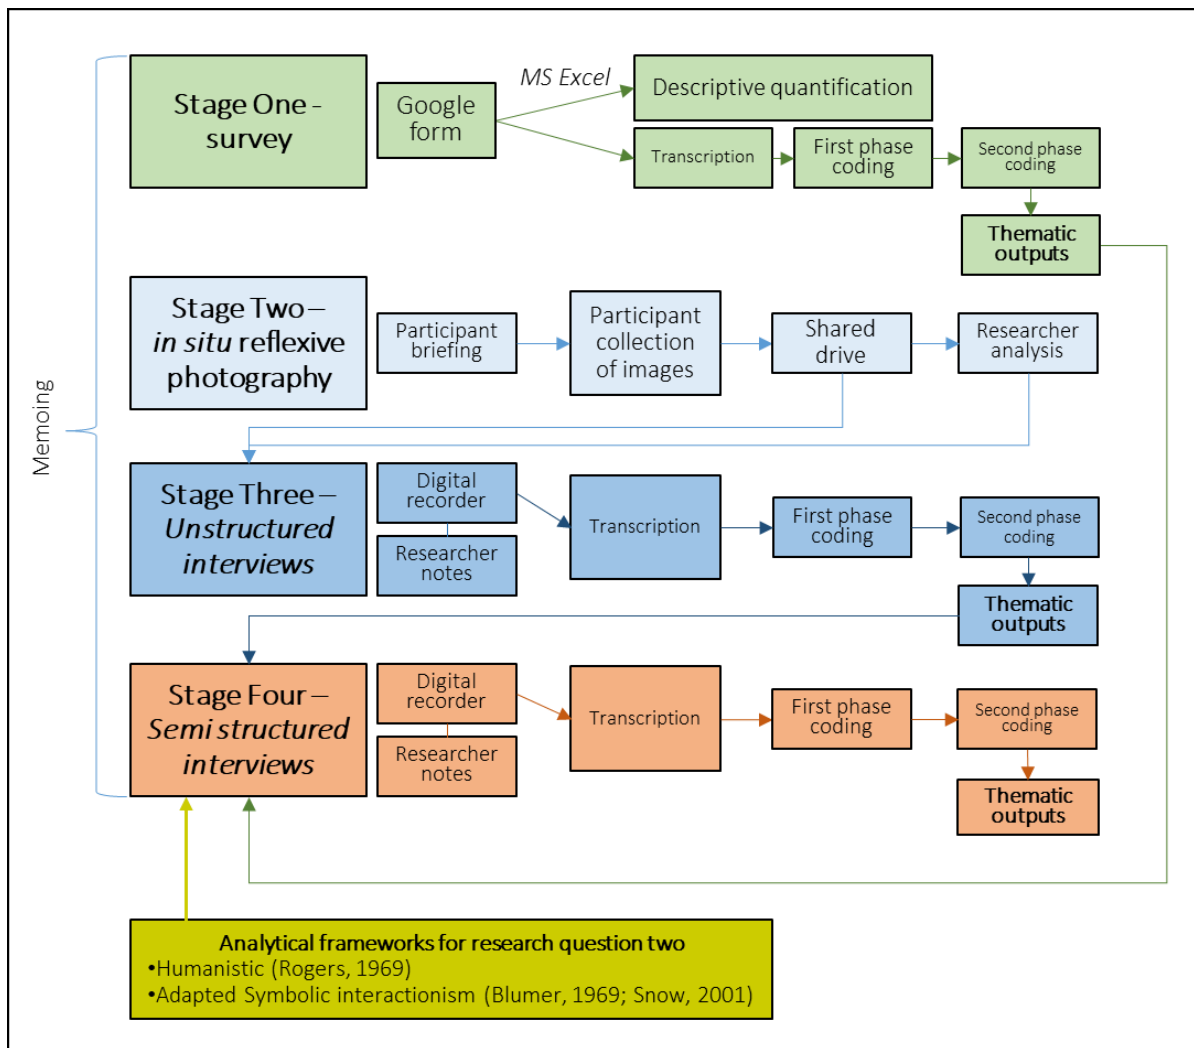 Memoing
Stage One -
survey
Google
form
MS Excel
Descriptive quantification
Transcription
First phase
coding
Second phase
coding
Thematic
outputs
Stage Two –
in situ reflexive
photography
Participant
briefing
Participant
collection
of images
Shared
drive
Researcher
analysis
Stage Three –
Unstructured
interviews
Digital
recorder
Researcher
notes
Transcription
First phase
coding
Second phase
coding
Thematic
outputs
Stage Four –
Semi structured
interviews
Digital
recorder
Researcher
notes
Transcription
First phase
coding
Second phase
coding
Thematic
outputs
Analytical frameworks for research question two
•Humanistic (Rogers, 1969)
•Adapted Symbolic interactionism (Blumer, 1969; Snow, 2001)